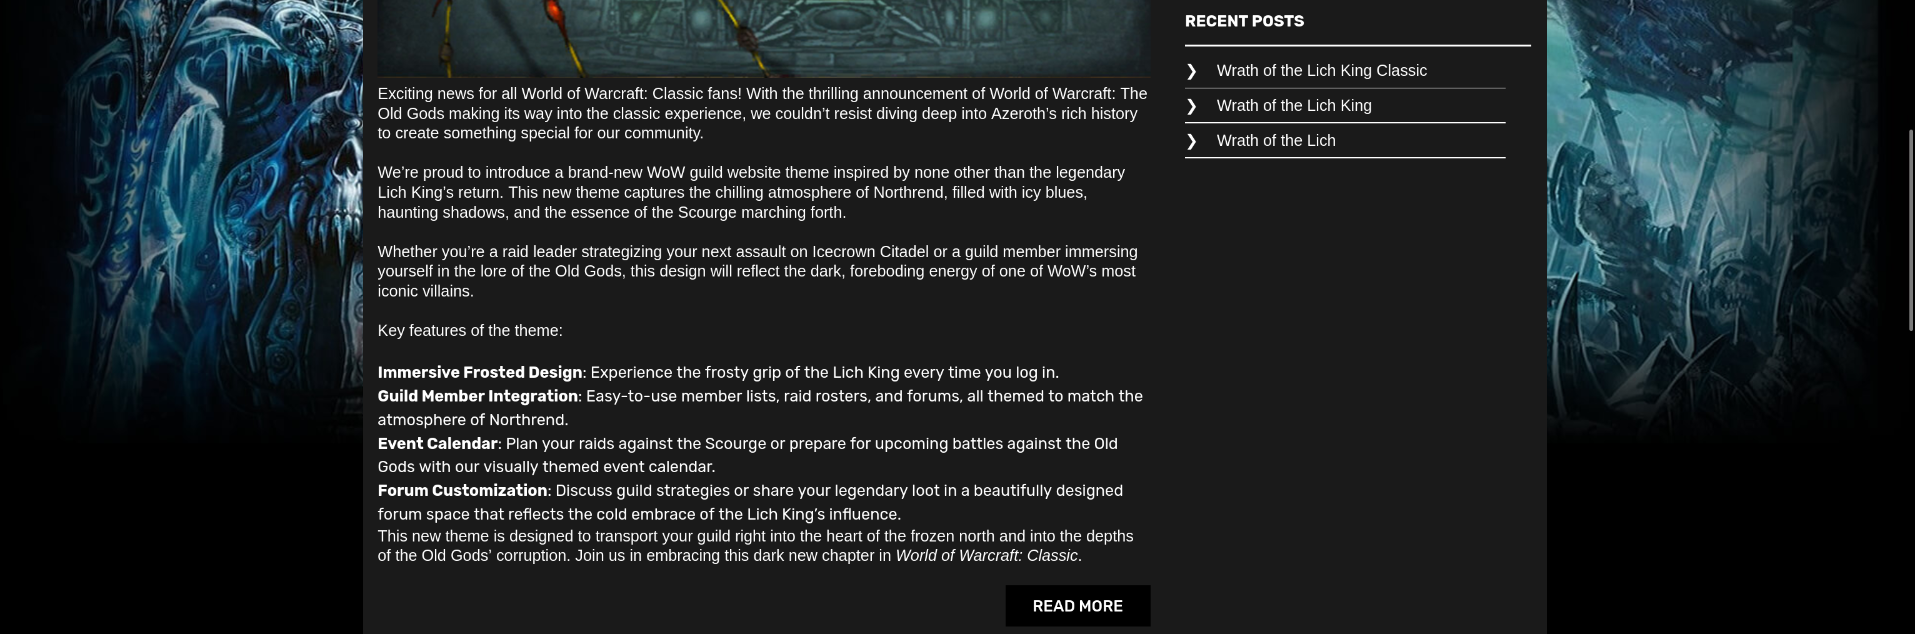 Exciting news for all World of Warcraft: Classic fans! With the thrilling announcement of World of Warcraft: The
Old Gods making its way into the classic experience, we couldn’t resist diving deep into Azeroth’s rich history
to create something special for our community.
We’re proud to introduce a brand-new WoW guild website theme inspired by none other than the legendary
Lich King’s return. This new theme captures the chilling atmosphere of Northrend, filled with icy blues,
haunting shadows, and the essence of the Scourge marching forth.
Whether you’re a raid leader strategizing your next assault on Icecrown Citadel or a guild member immersing
yourself in the lore of the Old Gods, this design will reflect the dark, foreboding energy of one of WoW’s most
iconic villains.
Key features of the theme:
Immersive Frosted Design: Experience the frosty grip of the Lich King every time you log in.
Guild Member Integration: Easy-to-use member lists, raid rosters, and forums, all themed to match the
atmosphere of Northrend.
Event Calendar: Plan your raids against the Scourge or prepare for upcoming battles against the Old
Gods with our visually themed event calendar.
Forum Customization: Discuss guild strategies or share your legendary loot in a beautifully designed
forum space that reflects the cold embrace of the Lich King’s influence.
This new theme is designed to transport your guild right into the heart of the frozen north and into the depths
of the Old Gods’ corruption. Join us in embracing this dark new chapter in World of Warcraft: Classic.
READ MORE
RECENT POSTS
❯ Wrath of the Lich King Classic
❯ Wrath of the Lich King
❯ Wrath of the Lich